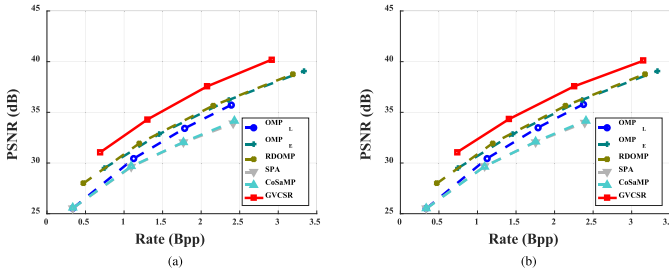 45
40
35
30
25
PSNR (dB)
0 0.5 1 1.5 2 2.5 3 3.5
Rate (Bpp)
OMP L
OMP E
RDOMP
SPA
CoSaMP
GVCSR
(a)
45
40
35
30
25
PSNR (dB)
0 0.5 1 1.5 2 2.5 3 3.5
Rate (Bpp)
OMP L
OMP E
RDOMP
SPA
CoSaMP
GVCSR
(b)